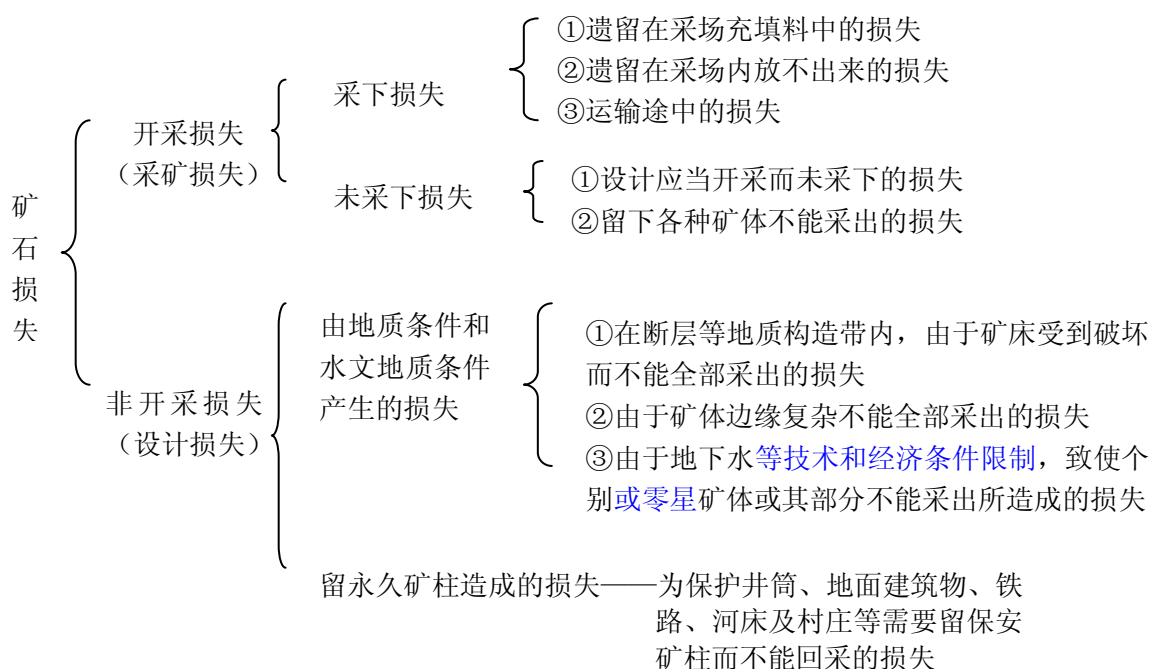 矿石损失
开采损失
（采矿损失）
采下损失
①遗留在采场充填料中的损失
②遗留在采场内放不出来的损失
③运输途中的损失
未采下损失
①设计应当开采而未采下的损失
②留下各种矿体不能采出的损失
非开采损失
（设计损失）
由地质条件和
水文地质条件
产生的损失
①在断层等地质构造带内，由于矿床受到破坏
而不能全部采出的损失
②由于矿体边缘复杂不能全部采出的损失
③由于地下水等技术和经济条件限制，致使个
别或零星矿体或其部分不能采出所造成的损失
留永久矿柱造成的损失——为保护井筒、地面建筑物、铁
路、河床及村庄等需要留保安
矿柱而不能回采的损失